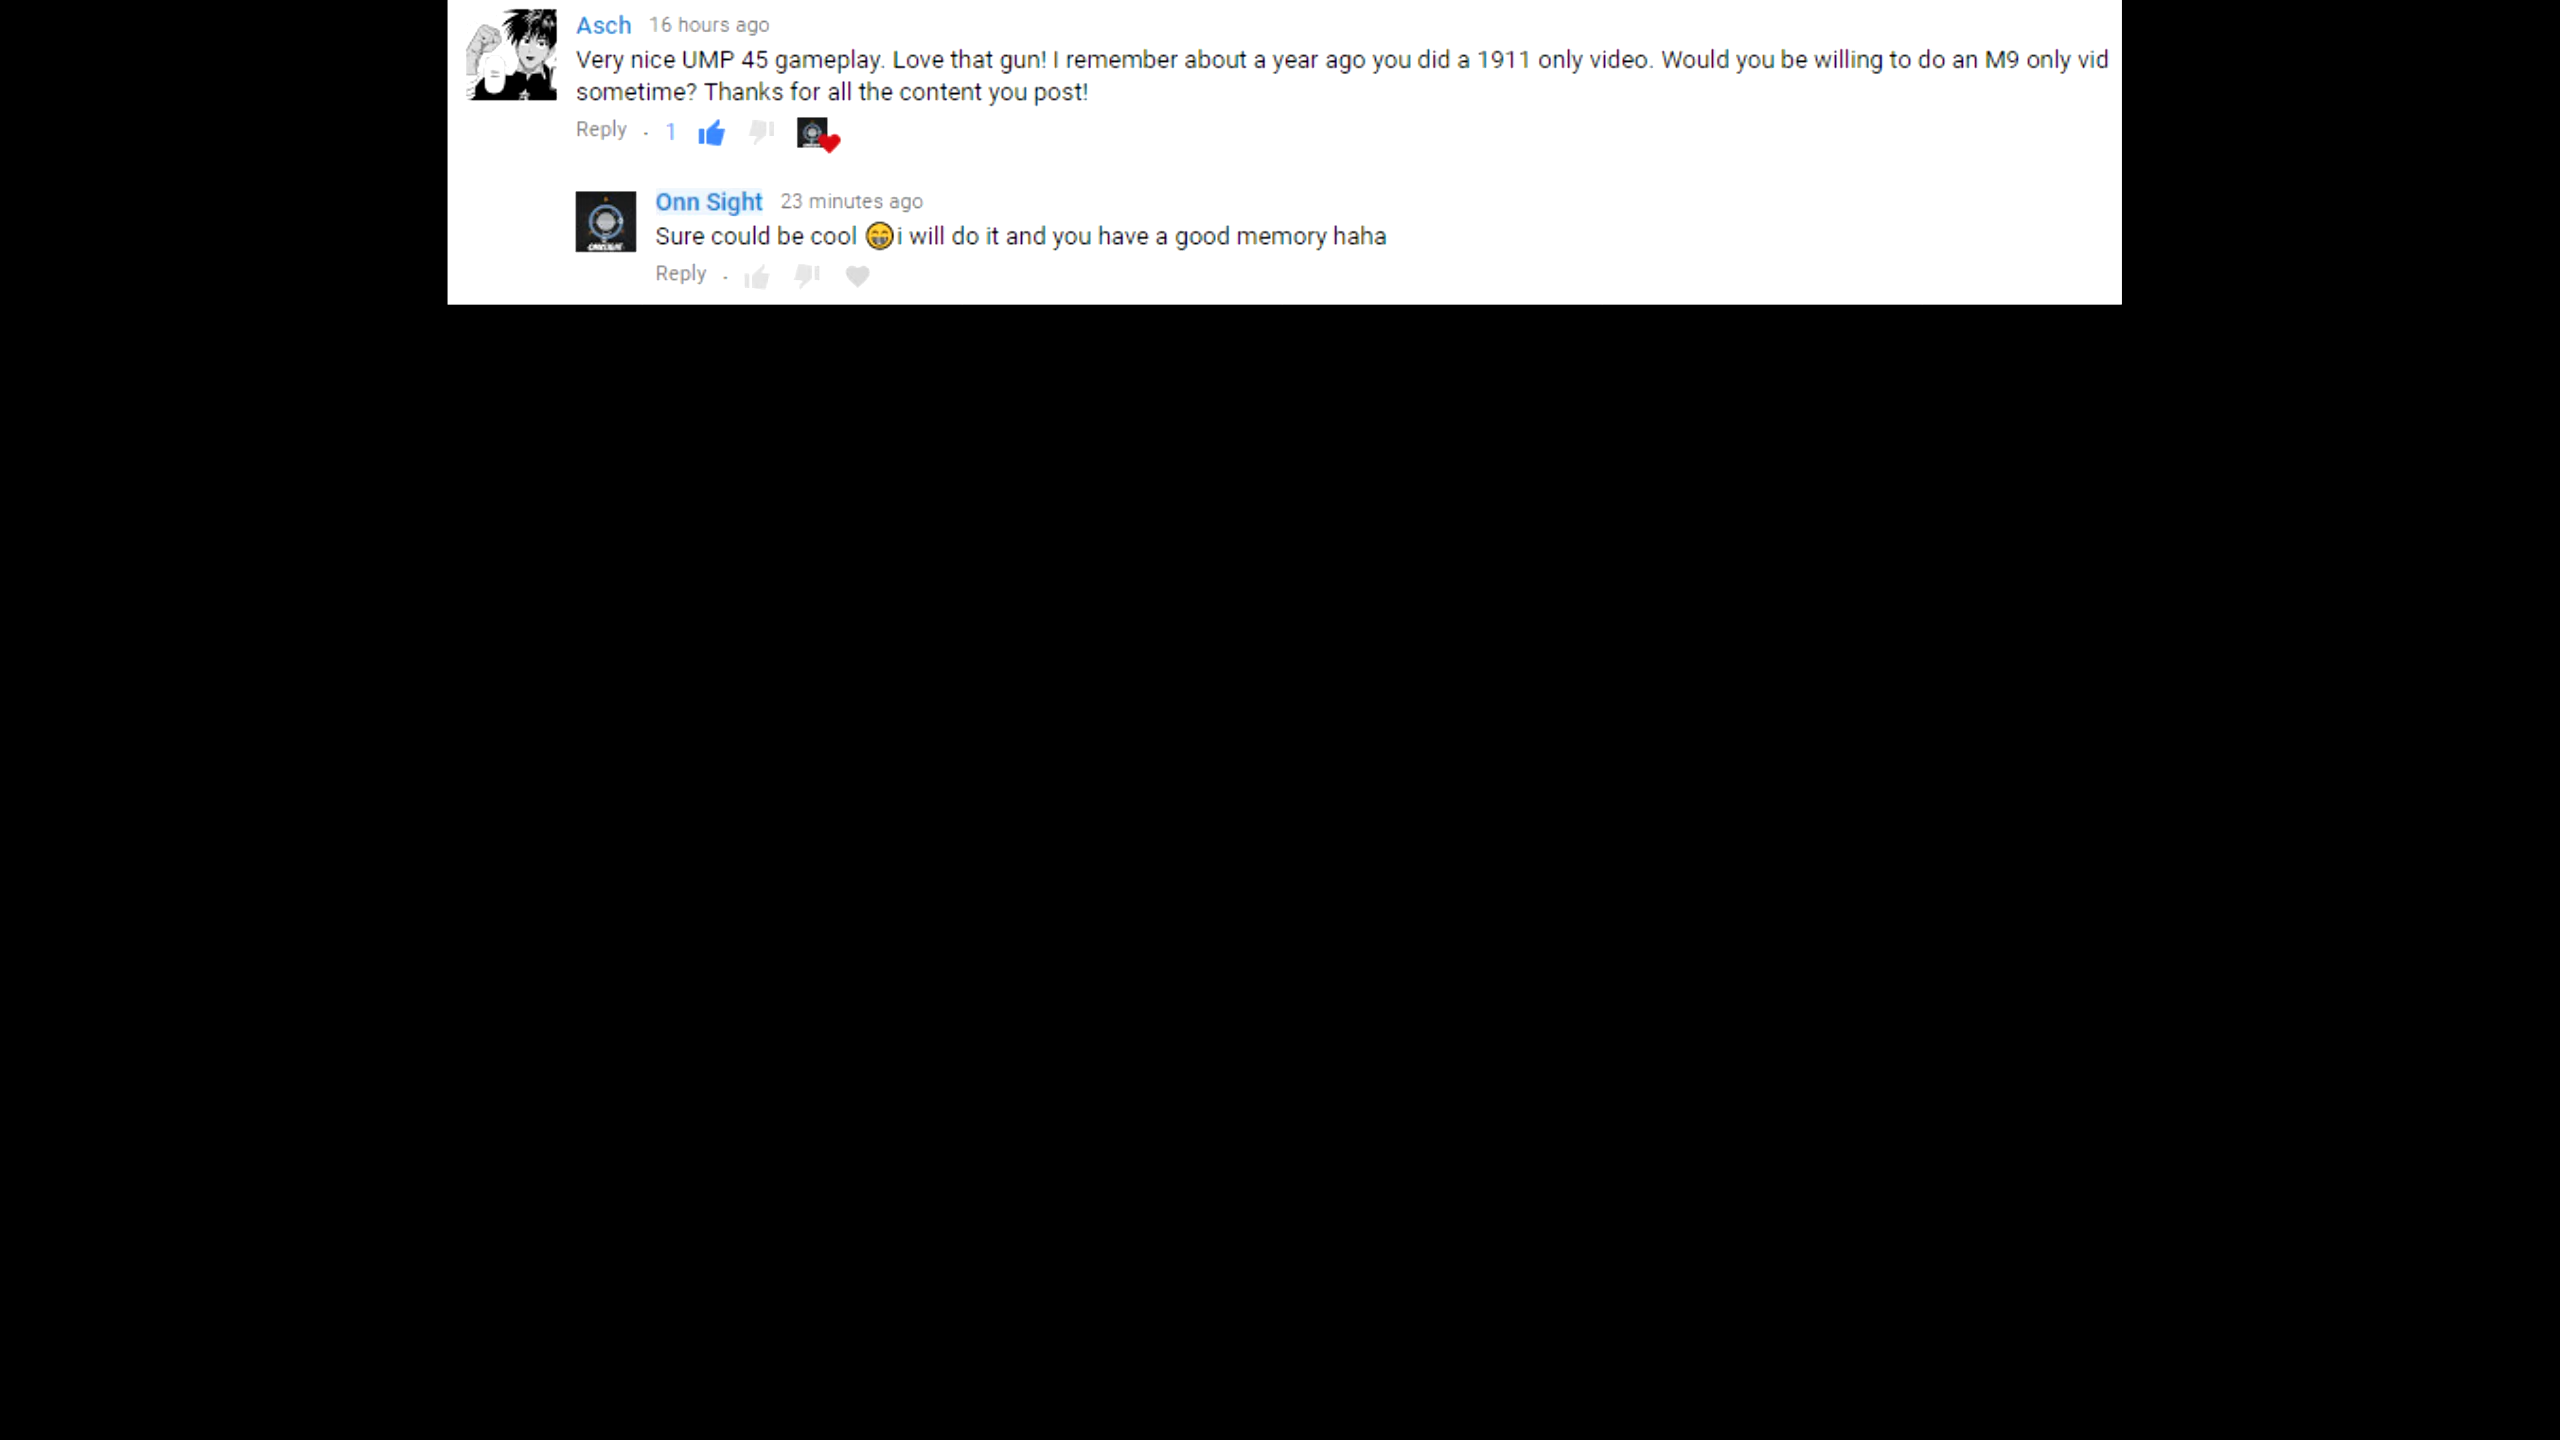 Asch 16 hours ago
Very nice UMP 45 gameplay. Love that gun! I remember about a year ago you did a 1911 only video. Would you be willing to do an M9 only vid
sometime? Thanks for all the content you post!
Reply . 1
Onn Sight 23 minutes ago
Sure could be cool 😁i will do it and you have a good memory haha
Reply .